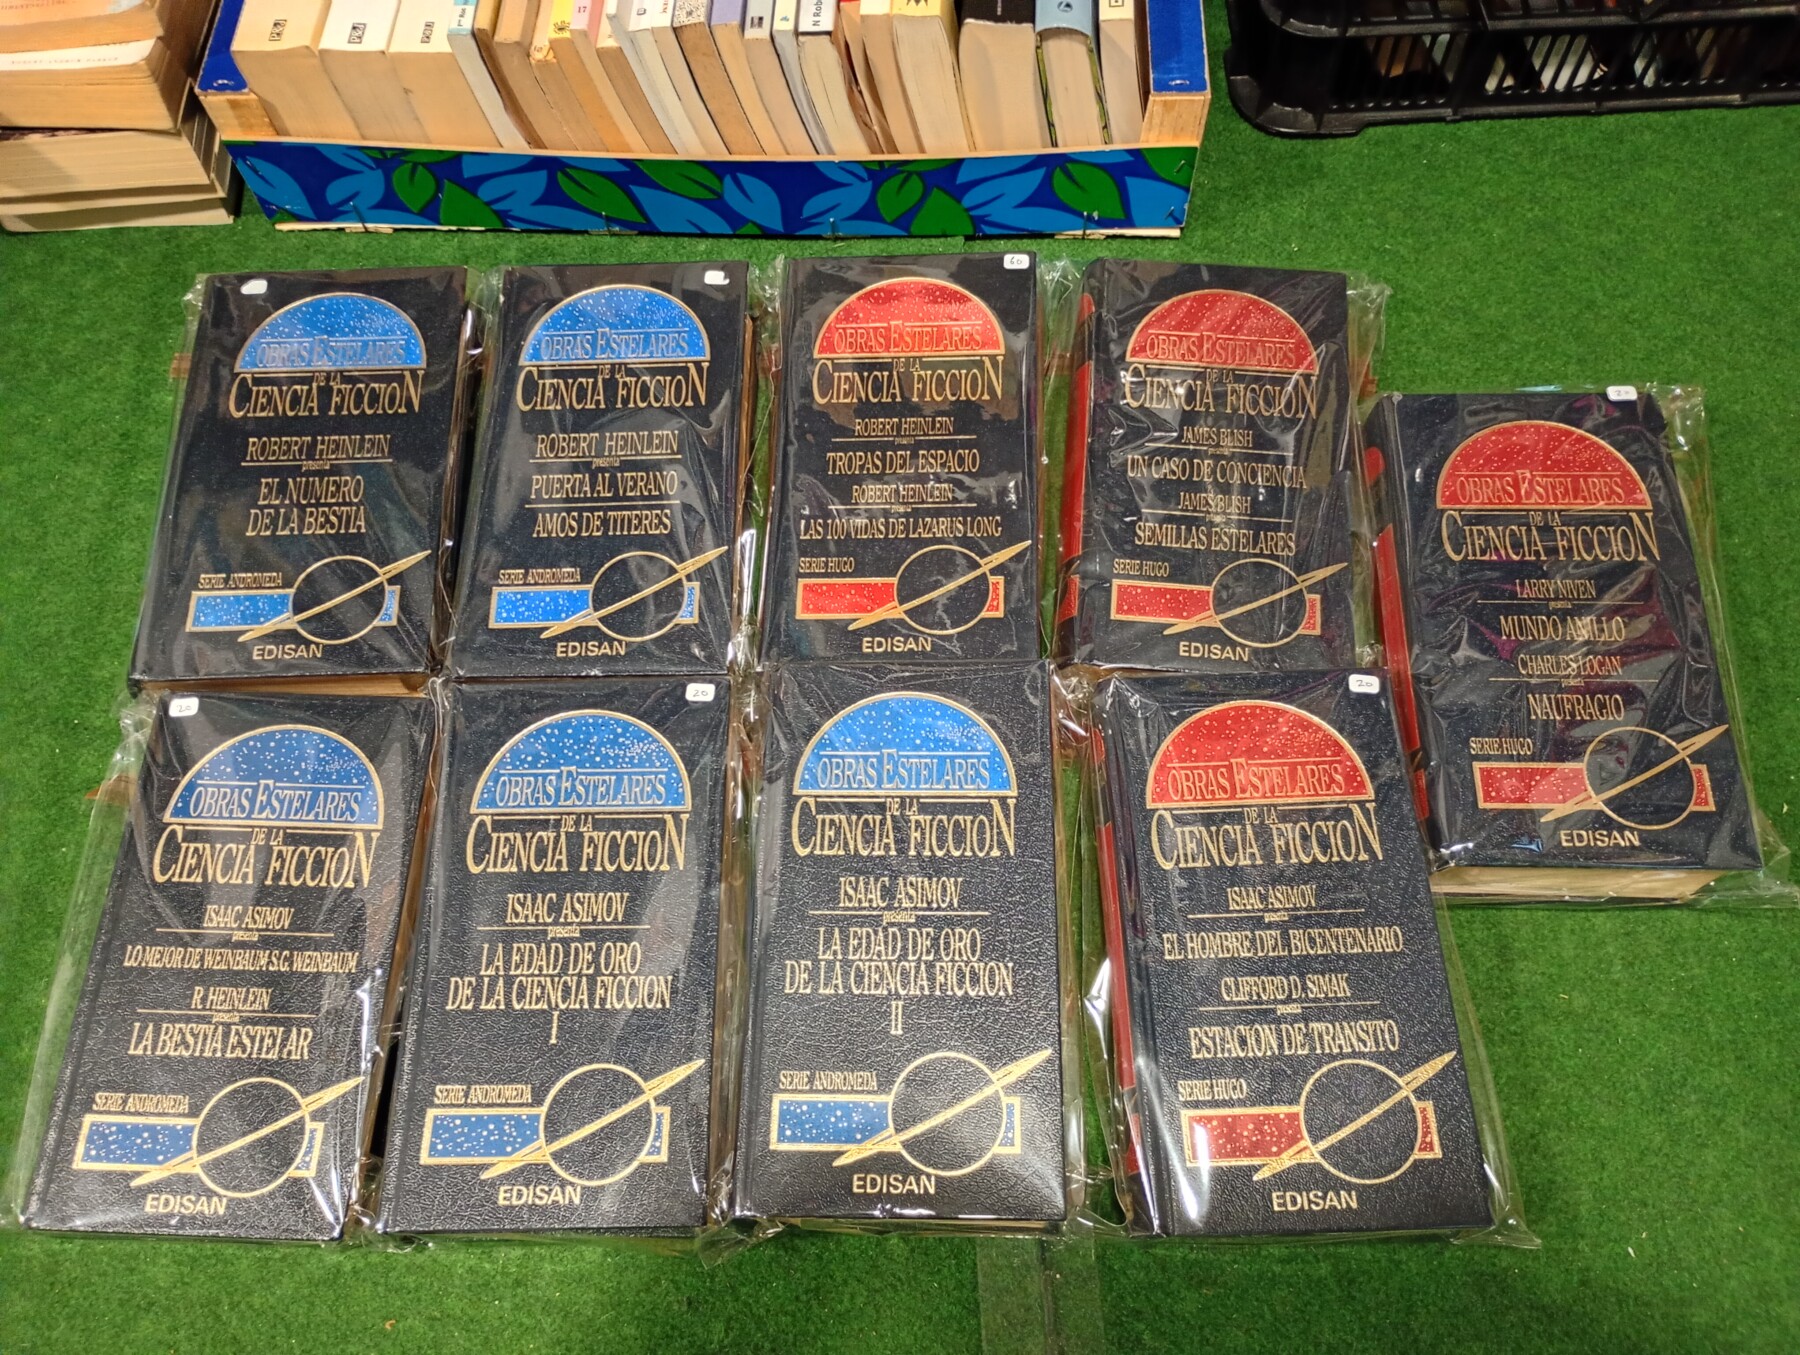 N Rob
17
OBRAS ESTELARES
DE LA
CIENCIA FICCION
ROBERT HEINLEIN
presenta
EL NUMERO
DE LA BESTIA
SERIE ANDROMEDA
EDISAN
OBRAS ESTELARES
DE LA
CIENCIA FICCION
ROBERT HEINLEIN
presenta
PUERTA AL VERANO
AMOS DE TITERES
SERIE ANDROMEDA
EDISAN
60
OBRAS ESTELARES
DE LA
CIENCIA FICCION
ROBERT HEINLEIN
presenta
TROPAS DEL ESPACIO
ROBERT HEINLEIN
presenta
LAS 100 VIDAS DE LAZARUS LONG
SERIE HUGO
EDISAN
OBRAS ESTELARES
DE LA
CIENCIA FICCION
JAMES BLISH
presenta
UN CASO DE CONCIENCIA
JAMES BLISH
presenta
SEMILLAS ESTELARES
SERIE HUGO
EDISAN
20
OBRAS ESTELARES
DE LA
CIENCIA FICCION
LARRY NIVEN
presenta
MUNDO ANILLO
CHARLES LOGAN
presenta
NAUFRAGIO
SERIE HUGO
EDISAN
20
OBRAS ESTELARES
DE LA
CIENCIA FICCION
ISAAC ASIMOV
presenta
LO MEJOR DE WEINBAUM S.G. WEINBAUM
R. HEINLEIN
presenta
LA BESTIA ESTELAR
SERIE ANDROMEDA
EDISAN
20
OBRAS ESTELARES
DE LA
CIENCIA FICCION
ISAAC ASIMOV
presenta
LA EDAD DE ORO
DE LA CIENCIA FICCION
I
SERIE ANDROMEDA
EDISAN
OBRAS ESTELARES
DE LA
CIENCIA FICCION
ISAAC ASIMOV
presenta
LA EDAD DE ORO
DE LA CIENCIA FICCION
II
SERIE ANDROMEDA
EDISAN
20
OBRAS ESTELARES
DE LA
CIENCIA FICCION
ISAAC ASIMOV
presenta
EL HOMBRE DEL BICENTENARIO
CLIFFORD D. SIMAK
presenta
ESTACION DE TRANSITO
SERIE HUGO
EDISAN